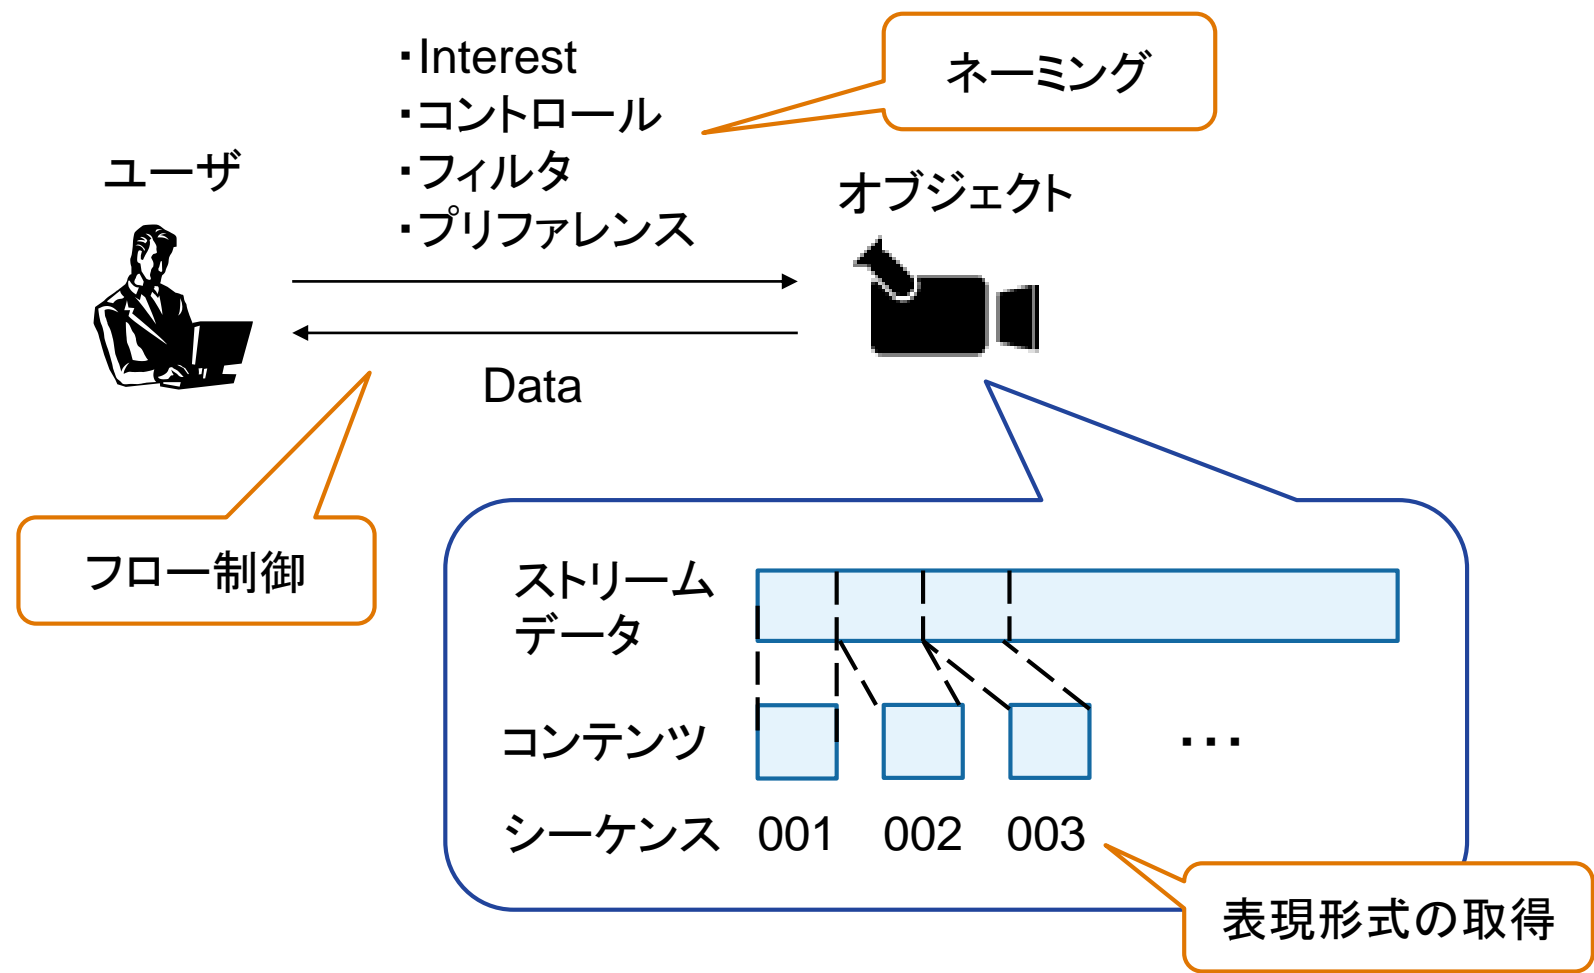 ・Interest
・コントロール
・フィルタ
・プリファレンス
ネーミング
ユーザ
オブジェクト
Data
フロー制御
ストリーム
データ
コンテンツ
・・・
シーケンス 001 002 003
表現形式の取得